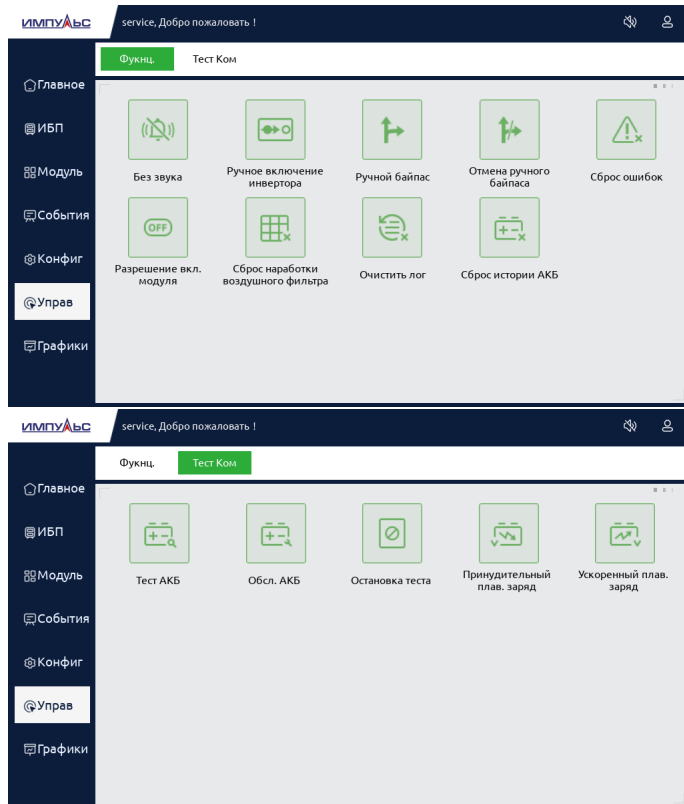 ИМПУЛЬС
service, Добро пожаловать !
Фукнц.
Тест Ком
Главное
ИБП
Модуль
События
Конфиг
Управ
Графики
Без звука
Ручное включение
инвертора
Ручной байпас
Отмена ручного
байпаса
Сброс ошибок
OFF
Разрешение вкл.
модуля
Сброс наработки
воздушного фильтра
Очистить лог
Сброс истории АКБ
ИМПУЛЬС
service, Добро пожаловать !
Фукнц.
Тест Ком
Главное
ИБП
Модуль
События
Конфиг
Управ
Графики
Тест АКБ
Обсл. АКБ
Остановка теста
Принудительный
плав. заряд
Ускоренный плав.
заряд